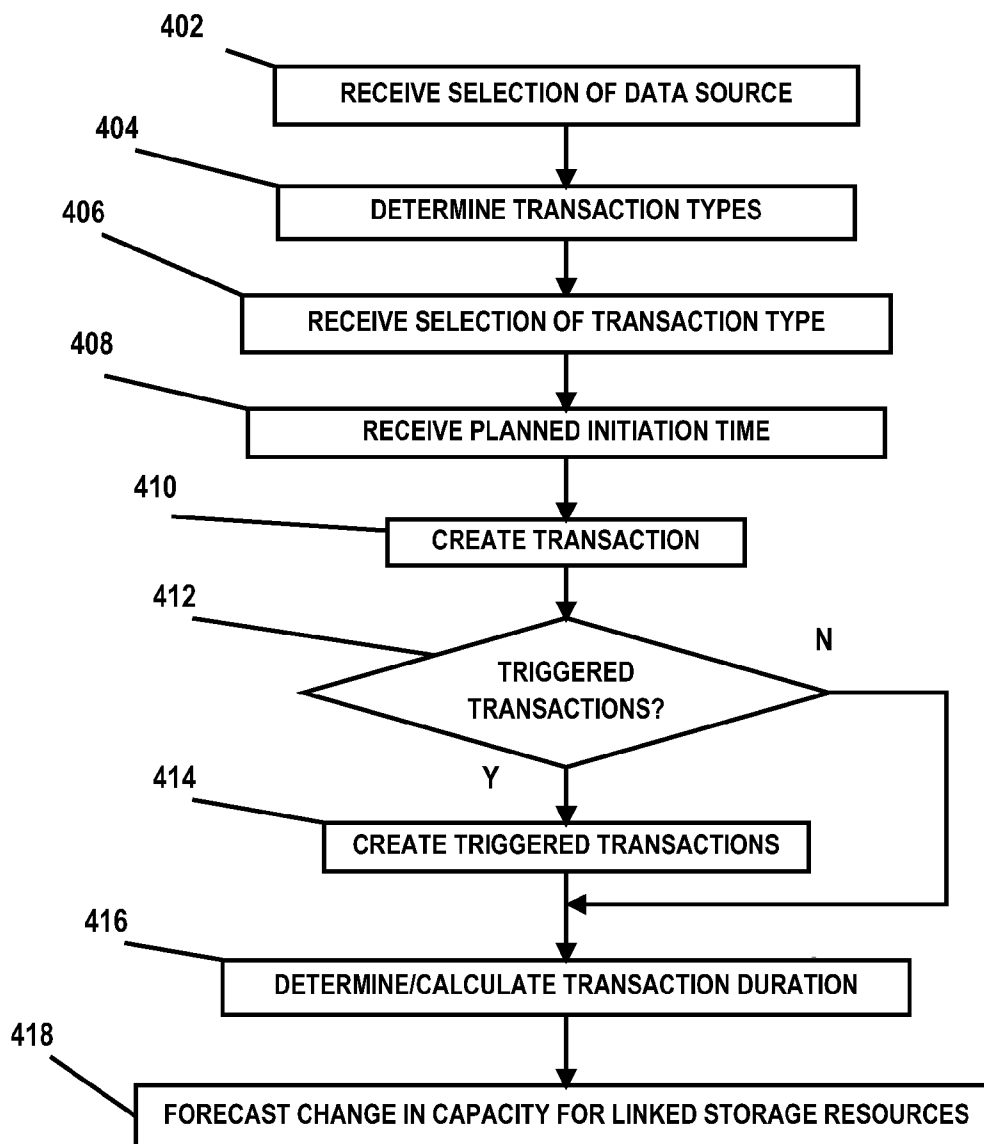 402
RECEIVE SELECTION OF DATA SOURCE
404
DETERMINE TRANSACTION TYPES
406
RECEIVE SELECTION OF TRANSACTION TYPE
408
RECEIVE PLANNED INITIATION TIME
410
CREATE TRANSACTION
412
TRIGGERED
TRANSACTIONS?
N
Y
414
CREATE TRIGGERED TRANSACTIONS
416
DETERMINE/CALCULATE TRANSACTION DURATION
418
FORECAST CHANGE IN CAPACITY FOR LINKED STORAGE RESOURCES